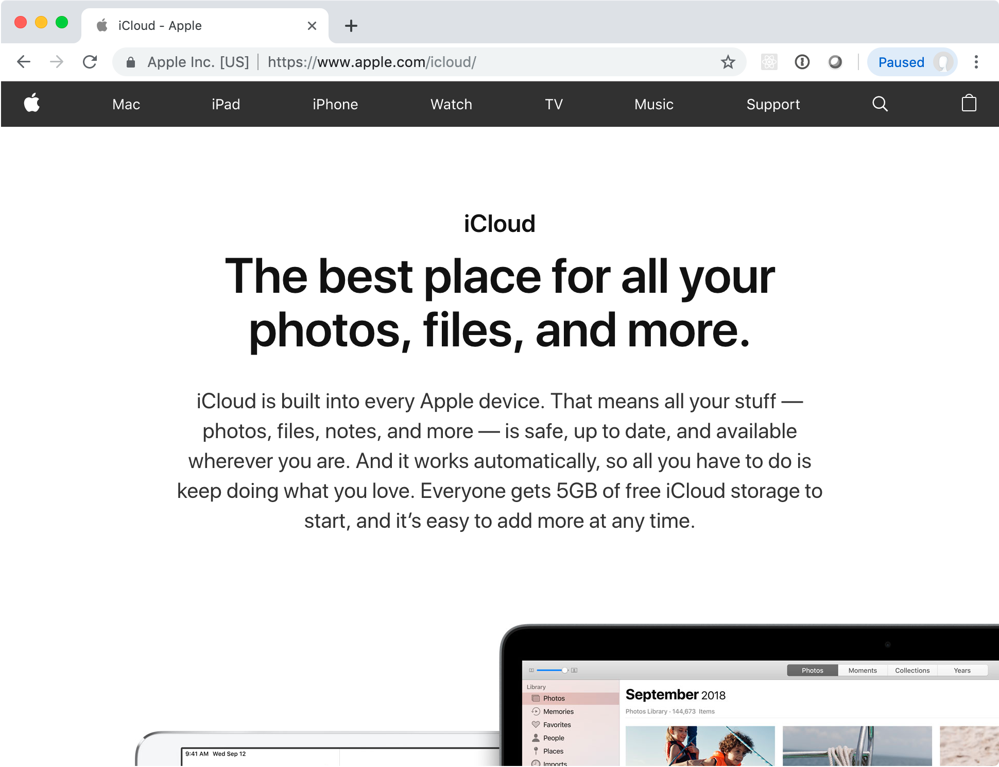 iCloud - Apple
Apple Inc. [US] | https://www.apple.com/icloud/
Paused
Mac iPad iPhone Watch TV Music Support
iCloud
The best place for all your
photos, files, and more.
iCloud is built into every Apple device. That means all your stuff —
photos, files, notes, and more — is safe, up to date, and available
wherever you are. And it works automatically, so all you have to do is
keep doing what you love. Everyone gets 5GB of free iCloud storage to
start, and it’s easy to add more at any time.
Photos Moments Collections Years
Library
Photos
Memories
Favorites
People
Places
Imports
September 2018
Photos Library · 144,673 Items
9:41 AM Wed Sep 12